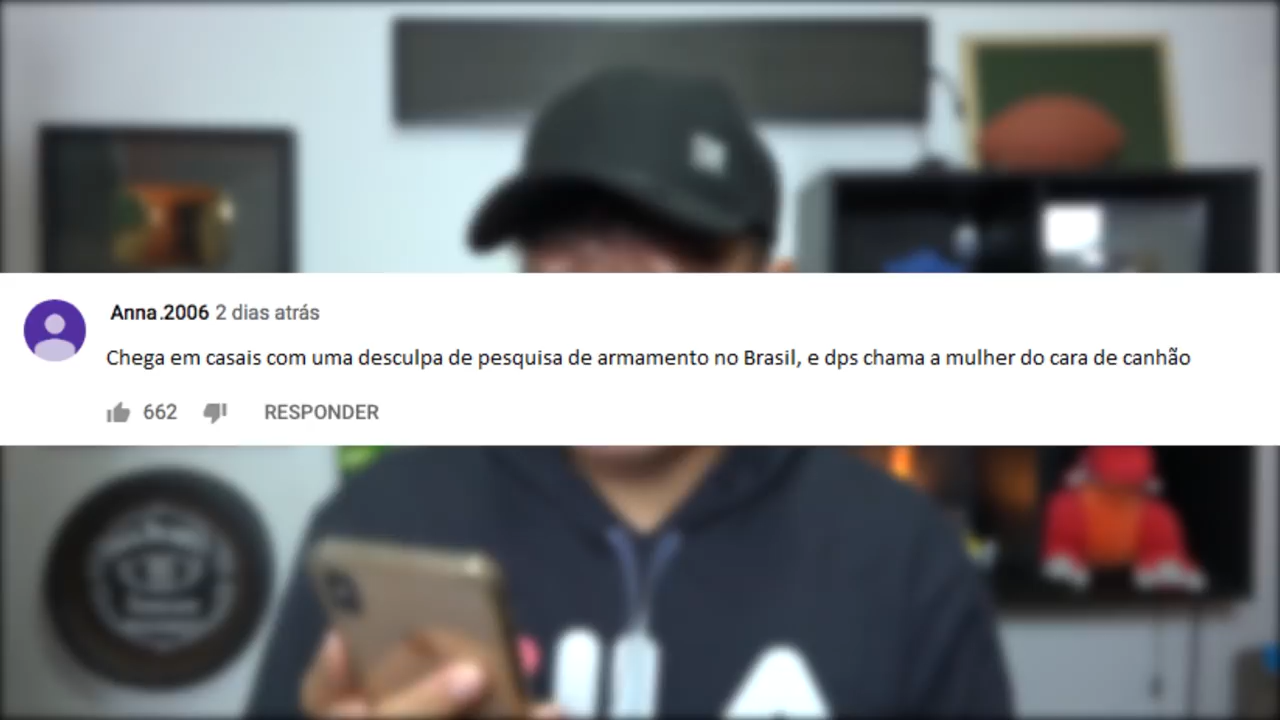 Anna.2006 2 dias atrás
Chega em casais com uma desculpa de pesquisa de armamento no Brasil, e dps chama a mulher do cara de canhão
662 RESPONDER